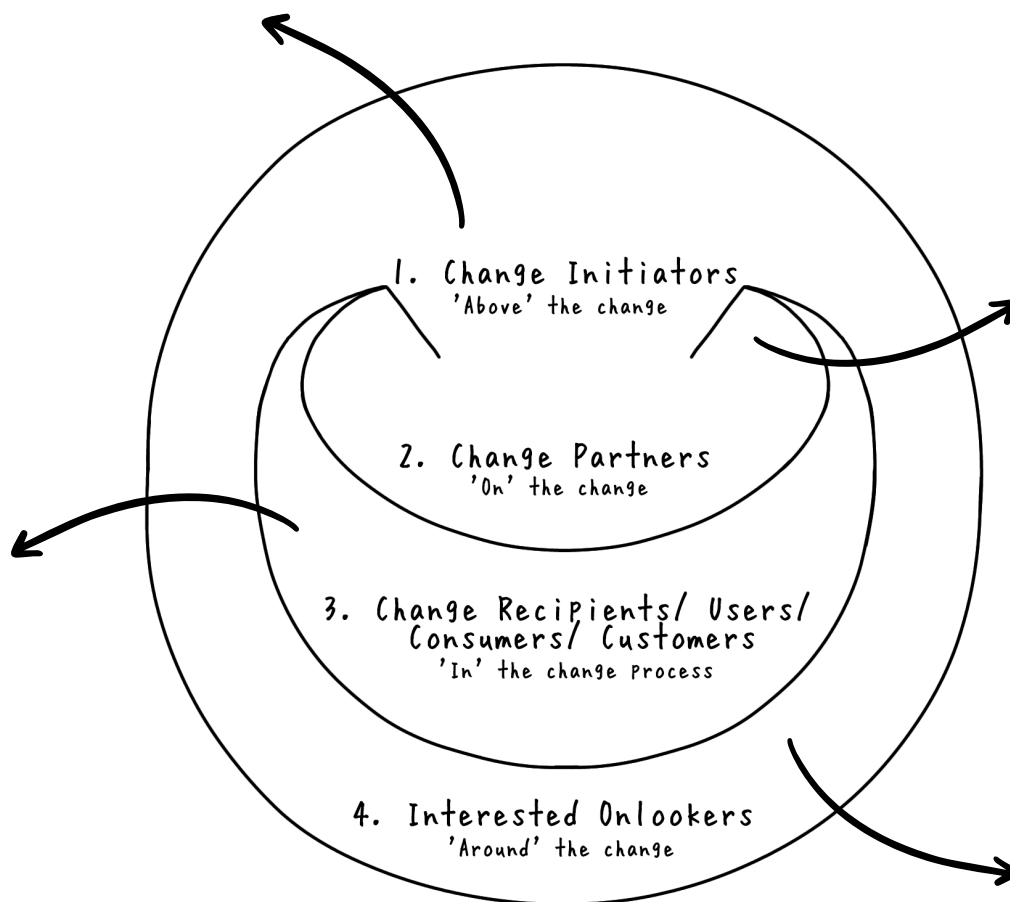 1. Change Initiators
'Above' the change
2. Change Partners
'On' the change
3. Change Recipients/ Users/
Consumers/ Customers
'In' the change process
4. Interested Onlookers
'Around' the change